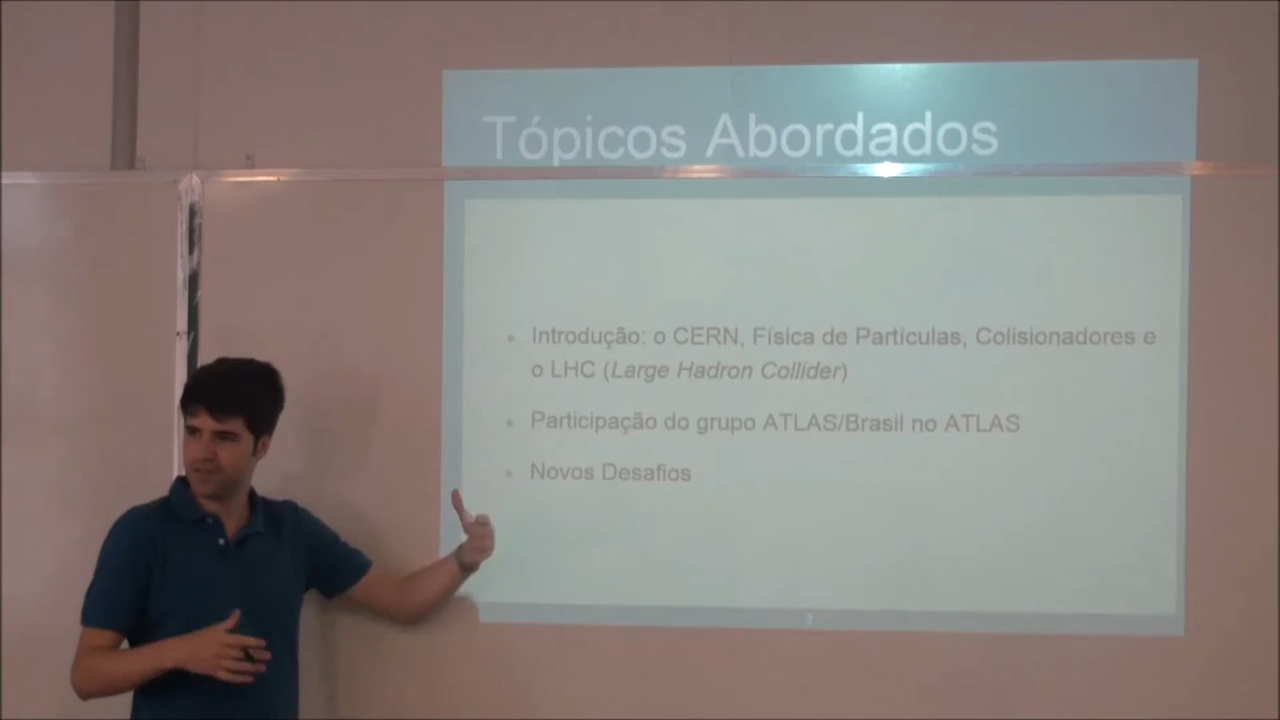 Tópicos Abordados
Introdução: o CERN, Física de Partículas, Colisionadores e
o LHC (Large Hadron Collider)
Participação do grupo ATLAS/Brasil no ATLAS
Novos Desafios
2